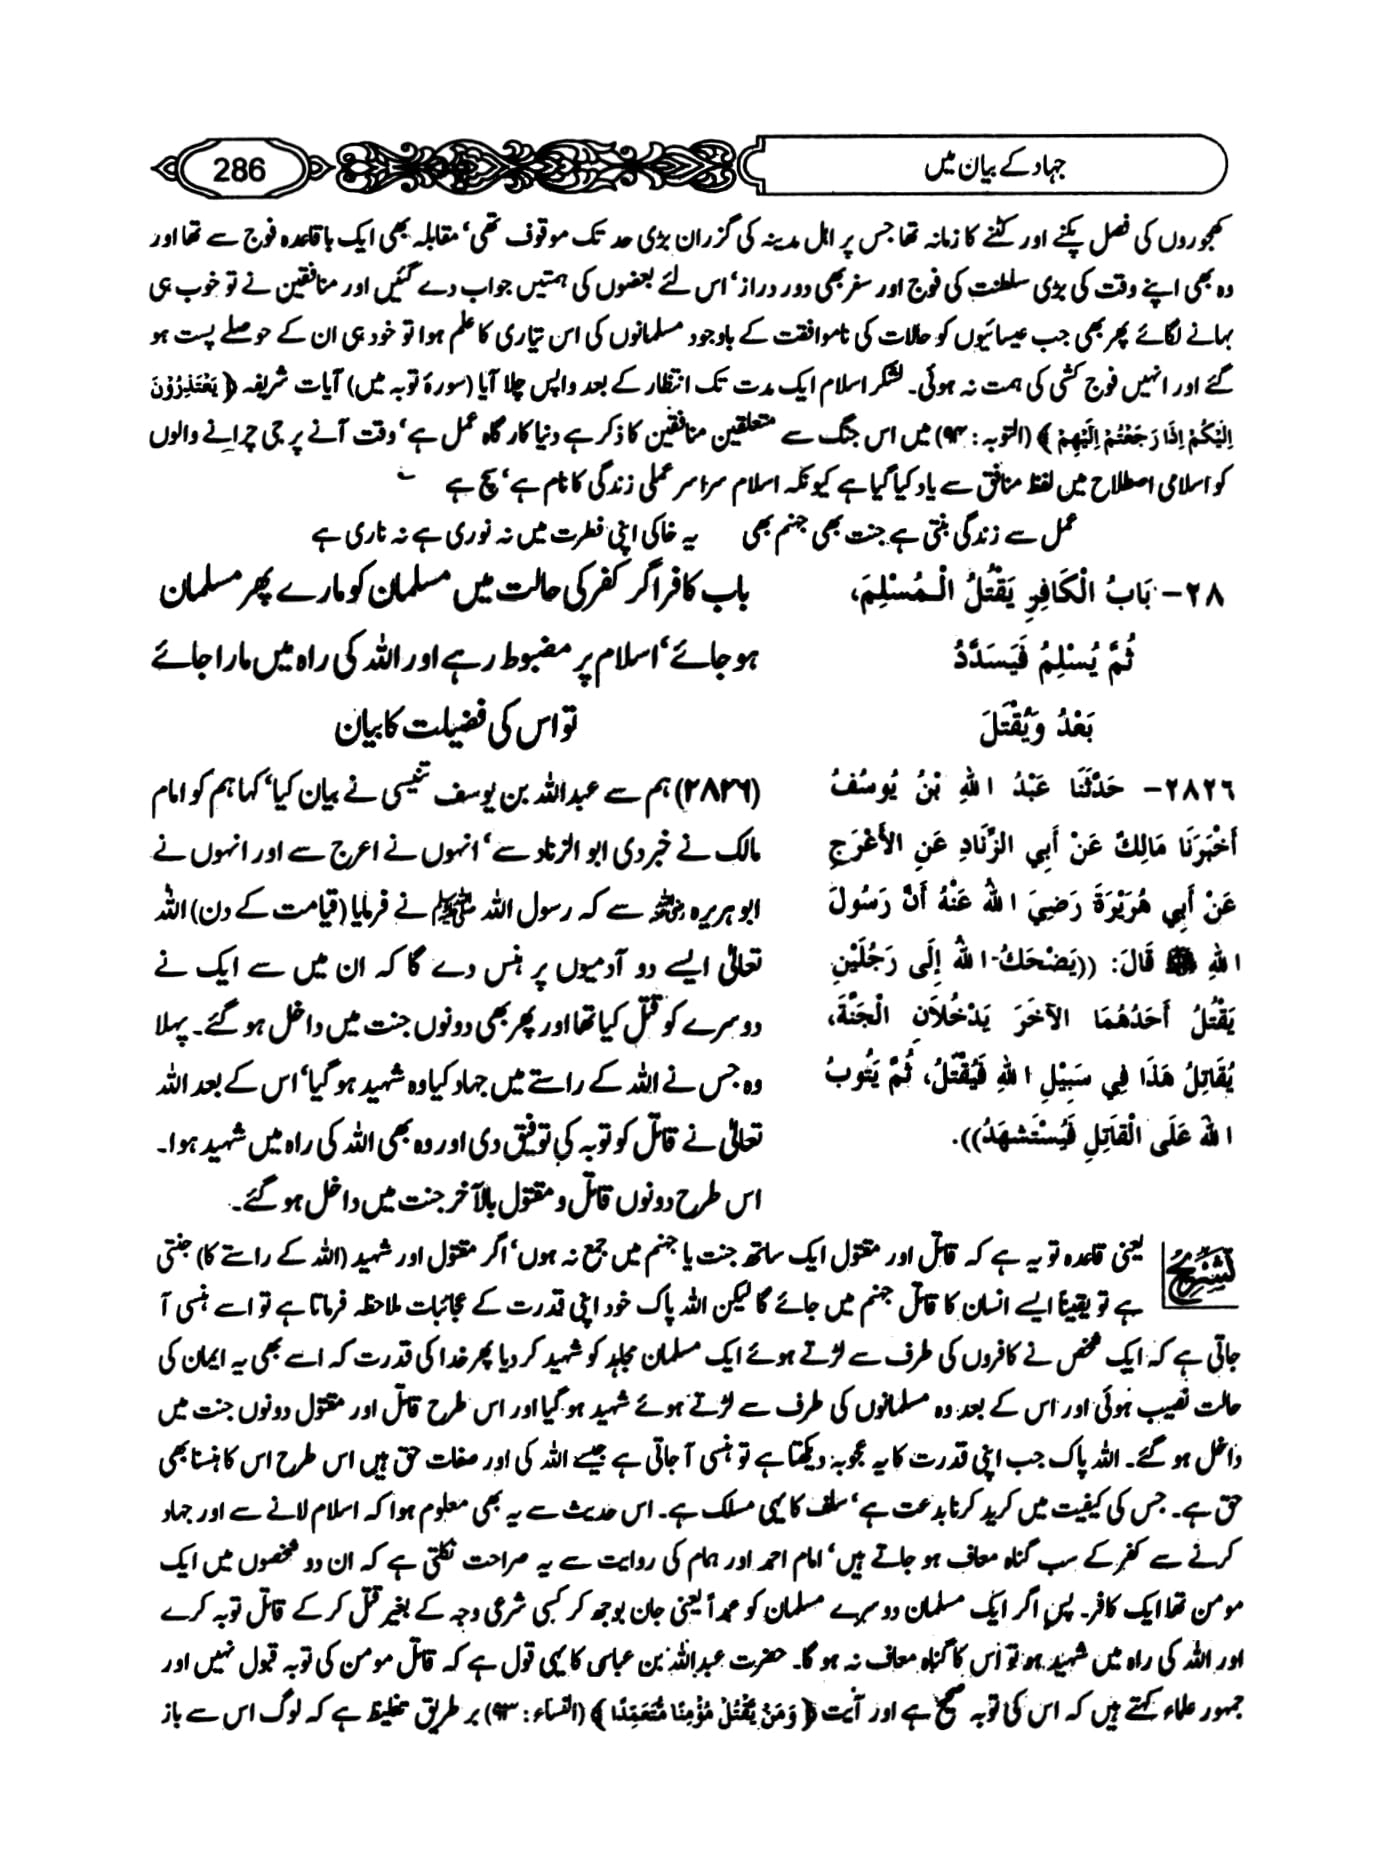 جہاد کے بیان میں
286
کھجوروں کی فصل پکنے اور کٹنے کا زمانہ تھا جس پر اہل مدینہ کی گزران بڑی حد تک موقوف تھی‘ مقابلہ بھی ایک باقاعدہ فوج سے تھا اور
وہ بھی اپنے وقت کی بڑی سلطنت کی فوج اور سفر بھی دور دراز‘ اس لئے بعضوں کی ہمتیں جواب دے گئیں اور منافقین نے تو خوب ہی
بہانے لگائے پھر بھی جب عیسائیوں کو حالات کی ناموافقت کے باوجود مسلمانوں کی اس تیاری کا علم ہوا تو خود ہی ان کے حوصلے پست ہو
گئے اور انہیں فوج کشی کی ہمت نہ ہوئی۔ لشکر اسلام ایک مدت تک انتظار کے بعد واپس چلا آیا (سورۂ توبہ میں) آیات شریفہ ﴿ یَعْتَذِرُوْنَ
اِلَیْکُمْ اِذَا رَجَعْتُمْ اِلَیْهِمْ ﴾ (التوبہ : ۹۴) میں اس جنگ سے متعلقین منافقین کا ذکر ہے دنیا کار گاہ عمل ہے‘ وقت آنے پر جی چرانے والوں
کو اسلامی اصطلاح میں لفظ منافق سے یاد کیا گیا ہے کیونکہ اسلام سراسر عملی زندگی کا نام ہے‘ سچ ہے
عمل سے زندگی بنتی ہے جنت بھی جہنم بھی یہ خاکی اپنی فطرت میں نہ نوری ہے نہ ناری ہے
٢٨- بَابُ الْكَافِرِ يَقْتُلُ الْـمُسْلِمَ،
ثُمَّ يُسْلِمُ فَيُسَدَّدُ
بَعْدُ وَيُقْتَلَ
باب کافر اگر کفر کی حالت میں مسلمان کو مارے پھر مسلمان
ہو جائے‘ اسلام پر مضبوط رہے اور اللہ کی راہ میں مارا جائے
تو اس کی فضیلت کا بیان
٢٨٢٦- حَدَّثَنَا عَبْدُ اللهِ بْنُ يُوسُفُ
أَخْبَرَنَا مَالِكٌ عَنْ أَبِي الزِّنَادِ عَنِ الأَعْرَجِ
عَنْ أَبِي هُرَيْرَةَ رَضِيَ اللهُ عَنْهُ أَنَّ رَسُولَ
اللهِ ﷺ قَالَ: ((يَضْحَكُ اللهُ إِلَى رَجُلَيْنِ
يَقْتُلُ أَحَدُهُمَا الآخَرَ يَدْخُلاَنِ الْجَنَّةَ،
يُقَاتِلُ هَذَا فِي سَبِيْلِ اللهِ فَيُقْتَلُ، ثُمَّ يَتُوبُ
اللهُ عَلَى الْقَاتِلِ فَيُسْتَشْهَدُ)).
(۲۸۲۶) ہم سے عبداللہ بن یوسف تنیسی نے بیان کیا‘ کہا ہم کو امام
مالک نے خبر دی ابو الزناد سے‘ انہوں نے اعرج سے اور انہوں نے
ابو ہریرہ رضی اللہ عنہ سے کہ رسول اللہ ﷺ نے فرمایا (قیامت کے دن) اللہ
تعالیٰ ایسے دو آدمیوں پر ہنس دے گا کہ ان میں سے ایک نے
دوسرے کو قتل کیا تھا اور پھر بھی دونوں جنت میں داخل ہو گئے۔ پہلا
وہ جس نے اللہ کے راستے میں جہاد کیا وہ شہید ہو گیا‘ اس کے بعد اللہ
تعالیٰ نے قاتل کو توبہ کی توفیق دی اور وہ بھی اللہ کی راہ میں شہید ہوا۔
اس طرح دونوں قاتل و مقتول بالآخر جنت میں داخل ہو گئے۔
تشریح یعنی قاعدہ تو یہ ہے کہ قاتل اور مقتول ایک ساتھ جنت یا جہنم میں جمع نہ ہوں‘ اگر مقتول اور شہید (اللہ کے راستے کا) جنتی
ہے تو یقیناً ایسے انسان کا قاتل جہنم میں جائے گا لیکن اللہ پاک خود اپنی قدرت کے عجائبات ملاحظہ فرماتا ہے تو اسے ہنسی آ
جاتی ہے کہ ایک شخص نے کافروں کی طرف سے لڑتے ہوئے ایک مسلمان مجاہد کو شہید کر دیا پھر خدا کی قدرت کہ اسے بھی یہ ایمان کی
حالت نصیب ہوئی اور اس کے بعد وہ مسلمانوں کی طرف سے لڑتے ہوئے شہید ہو گیا اور اس طرح قاتل اور مقتول دونوں جنت میں
داخل ہو گئے۔ اللہ پاک جب اپنی قدرت کا یہ عجوبہ دیکھتا ہے تو ہنسی آ جاتی ہے جیسے اللہ کی اور صفات حق ہیں اس طرح اس کا ہنسنا بھی
حق ہے۔ جس کی کیفیت میں کرید کرنا بدعت ہے‘ سلف کا یہی مسلک ہے۔ اس حدیث سے یہ بھی معلوم ہوا کہ اسلام لانے سے اور جہاد
کرنے سے کفر کے سب گناہ معاف ہو جاتے ہیں‘ امام احمد اور ہمام کی روایت سے یہ صراحت نکلتی ہے کہ ان دو شخصوں میں ایک
مومن تھا ایک کافر۔ پس اگر ایک مسلمان دوسرے مسلمان کو عمداً یعنی جان بوجھ کر کسی شرعی وجہ کے بغیر قتل کر کے قاتل توبہ کرے
اور اللہ کی راہ میں شہید ہو تو اس کا گناہ معاف نہ ہو گا۔ حضرت عبداللہ بن عباس کا یہی قول ہے کہ قاتل مومن کی توبہ قبول نہیں اور
جمہور علماء کہتے ہیں کہ اس کی توبہ صحیح ہے اور آیت ﴿ وَمَنْ یَّقْتُلْ مُؤْمِنًا مُّتَعَمِّدًا ﴾ (النساء : ۹۳) بر طریق تغلیظ ہے کہ لوگ اس سے باز